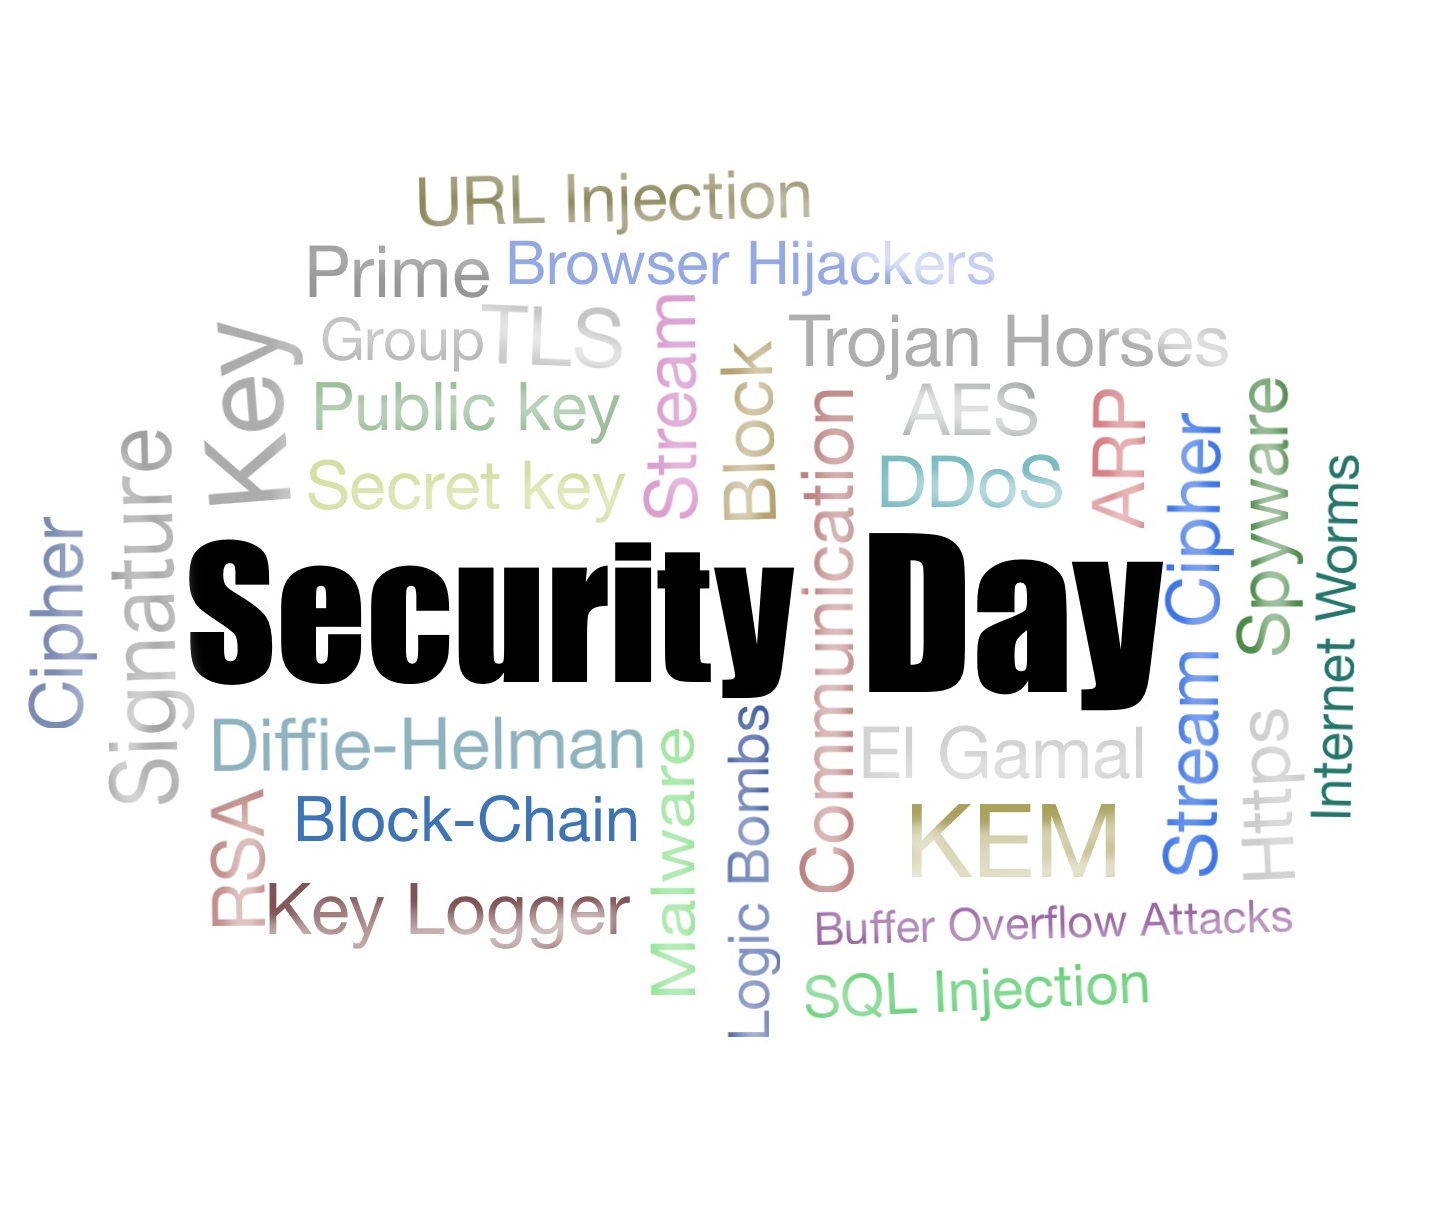 URL Injection
Prime
Browser Hijackers
Group
TLS
Key
Stream
Block
Trojan Horses
Public key
AES
ARP
Secret key
DDoS
Communication
Stream Cipher
Spyware
Internet Worms
Signature
Cipher
Security Day
Diffie-Helman
El Gamal
Malware
Logic Bombs
Https
RSA
Block-Chain
KEM
Key Logger
Buffer Overflow Attacks
SQL Injection